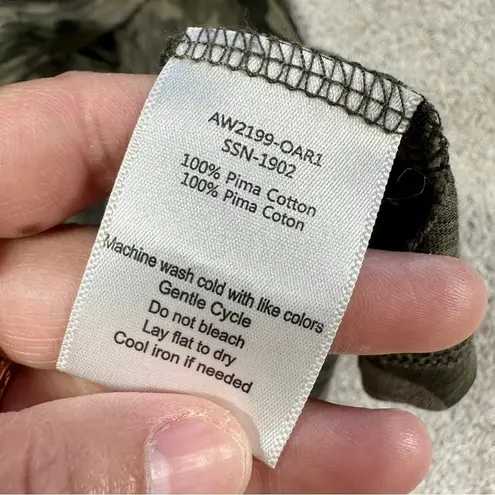 AW2199-OAR1
SSN-1902
100% Pima Cotton
100% Pima Coton
Machine wash cold with like colors
Gentle Cycle
Do not bleach
Lay flat to dry
Cool iron if needed